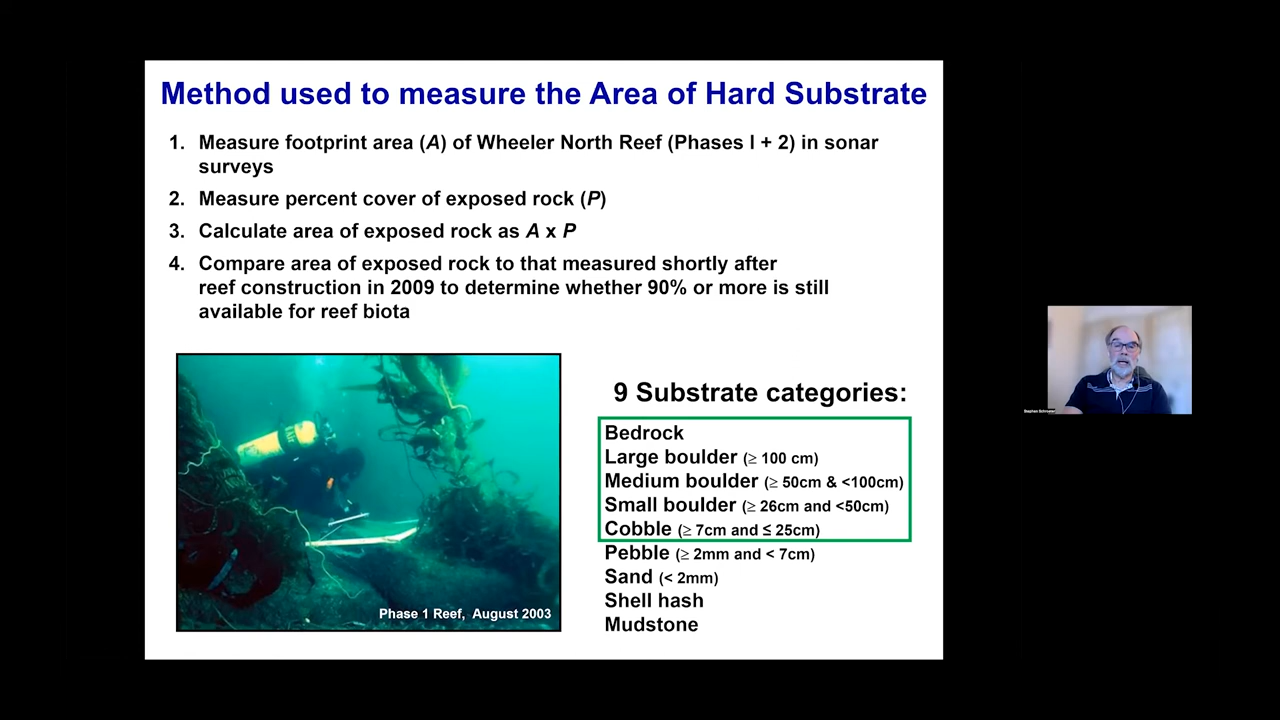 Method used to measure the Area of Hard Substrate
1. Measure footprint area (A) of Wheeler North Reef (Phases I + 2) in sonar
surveys
2. Measure percent cover of exposed rock (P)
3. Calculate area of exposed rock as A x P
4. Compare area of exposed rock to that measured shortly after
reef construction in 2009 to determine whether 90% or more is still
available for reef biota
Phase 1 Reef, August 2003
9 Substrate categories:
Bedrock
Large boulder (≥ 100 cm)
Medium boulder (≥ 50cm & <100cm)
Small boulder (≥ 26cm and <50cm)
Cobble (≥ 7cm and ≤ 25cm)
Pebble (≥ 2mm and < 7cm)
Sand (< 2mm)
Shell hash
Mudstone
Stephen Schroeter